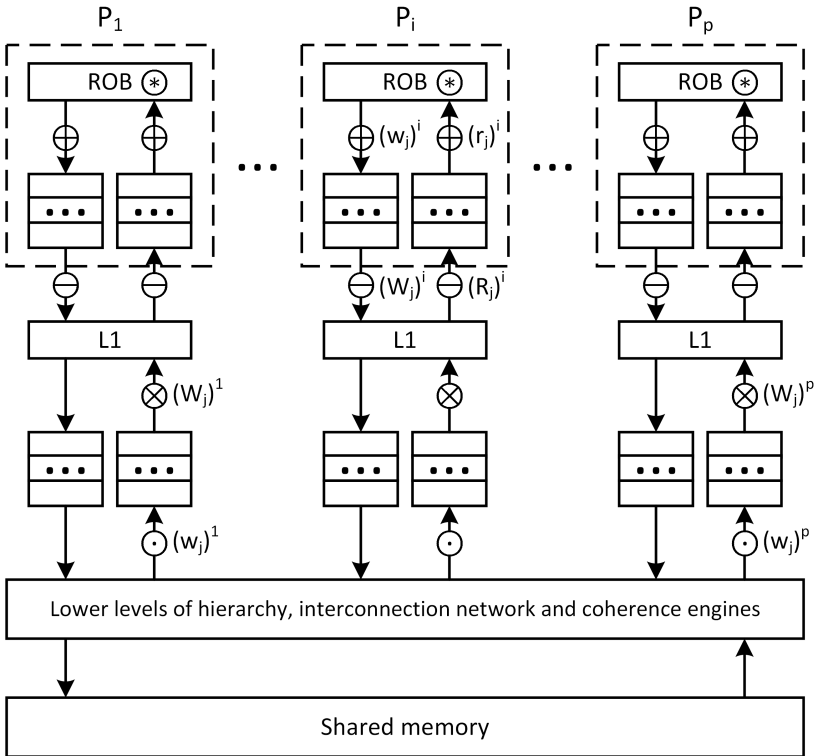 P₁ Pᵢ Pₚ
ROB ⊛ ROB ⊛ ROB ⊛
(wⱼ)ⁱ (rⱼ)ⁱ
... ...
... ... ... ... ... ...
(Wⱼ)ⁱ (Rⱼ)ⁱ
L1 L1 L1
(Wⱼ)¹ (Wⱼ)ᵖ
... ... ... ... ... ...
(wⱼ)¹ (wⱼ)ᵖ
Lower levels of hierarchy, interconnection network and coherence engines
Shared memory